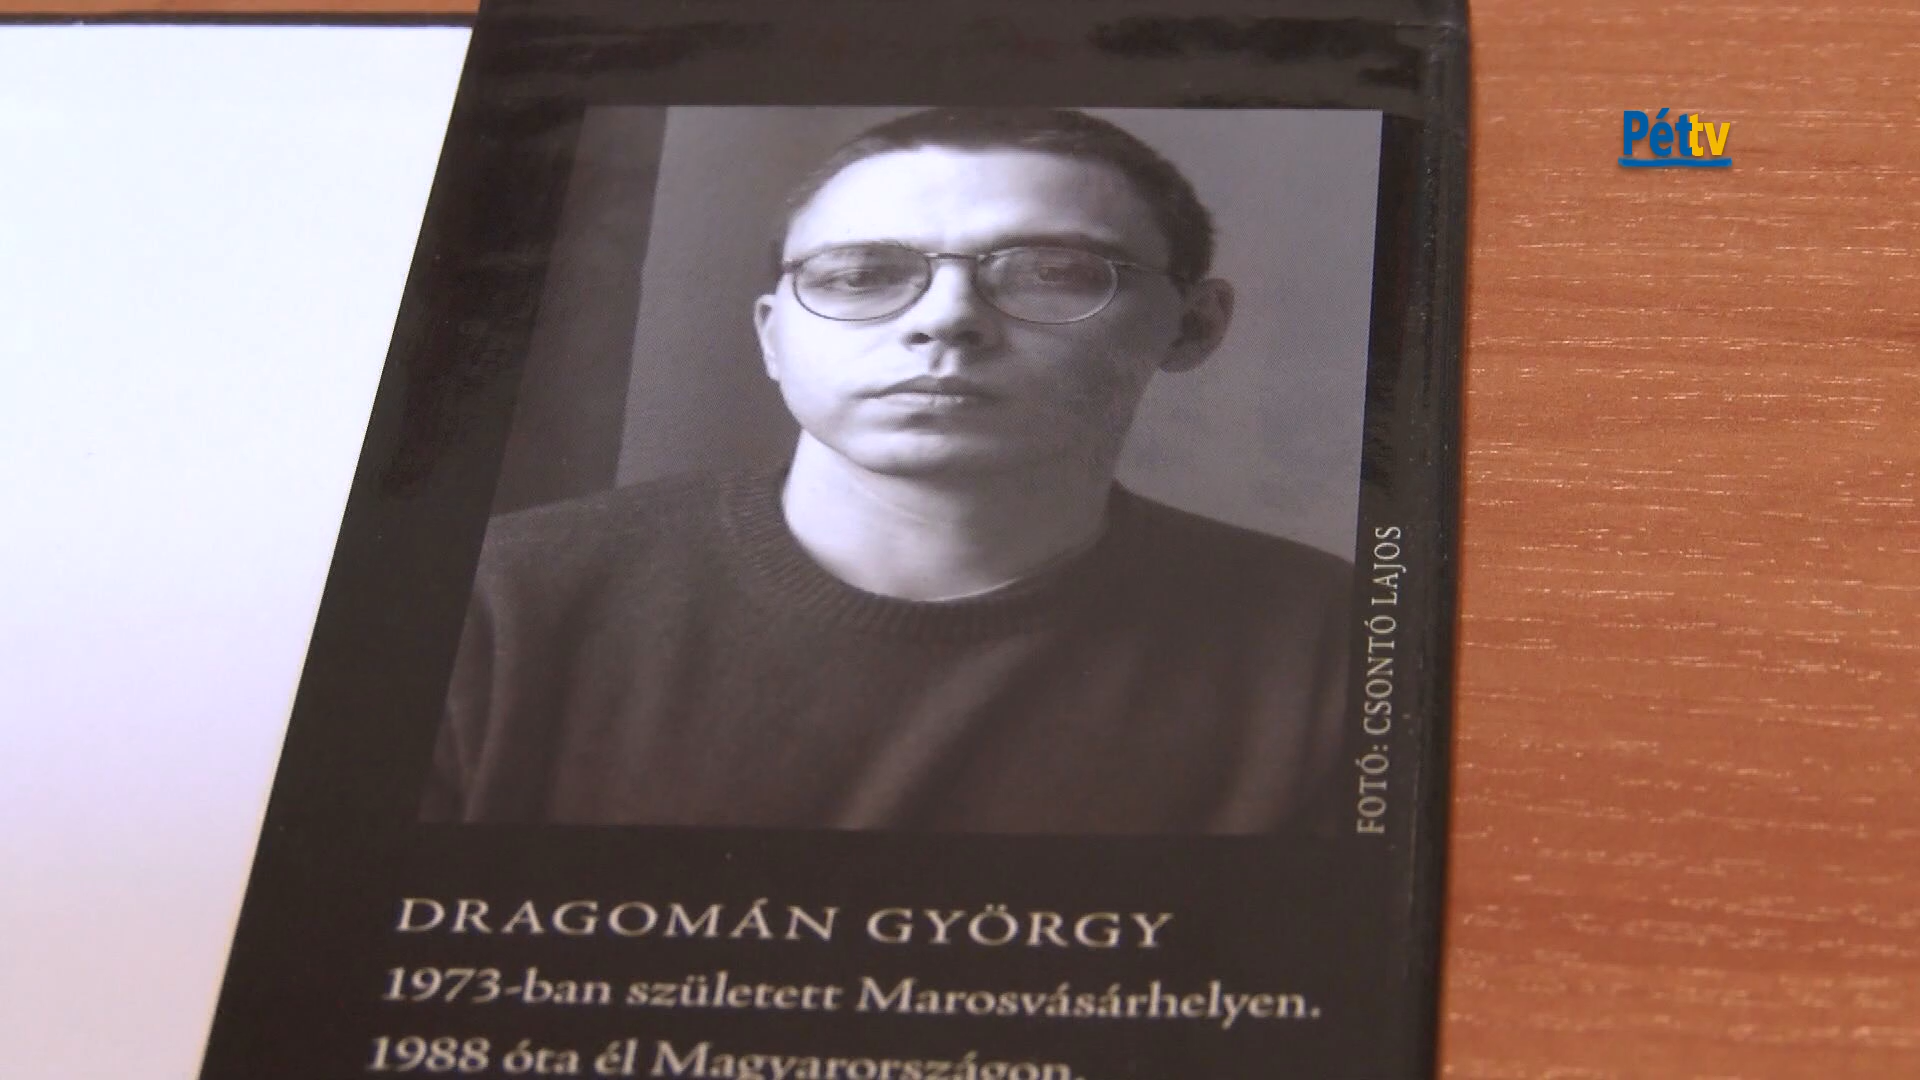 Péttv
FOTÓ: CSONTÓ LAJOS
DRAGOMÁN GYÖRGY
1973-ban született Marosvásárhelyen.
1988 óta él Magyarországon.